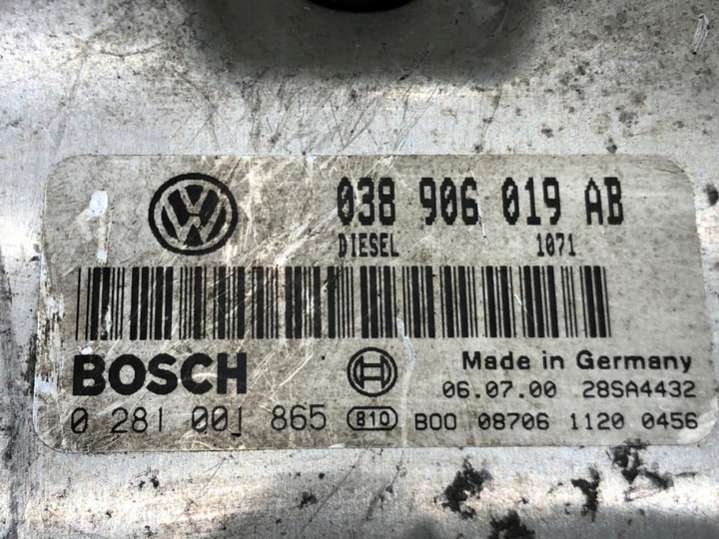 038 906 019 AB
DIESEL 1071
BOSCH Made in Germany
06.07.00 28SA4432
0 281 001 865 810 B00 08706 1120 0456